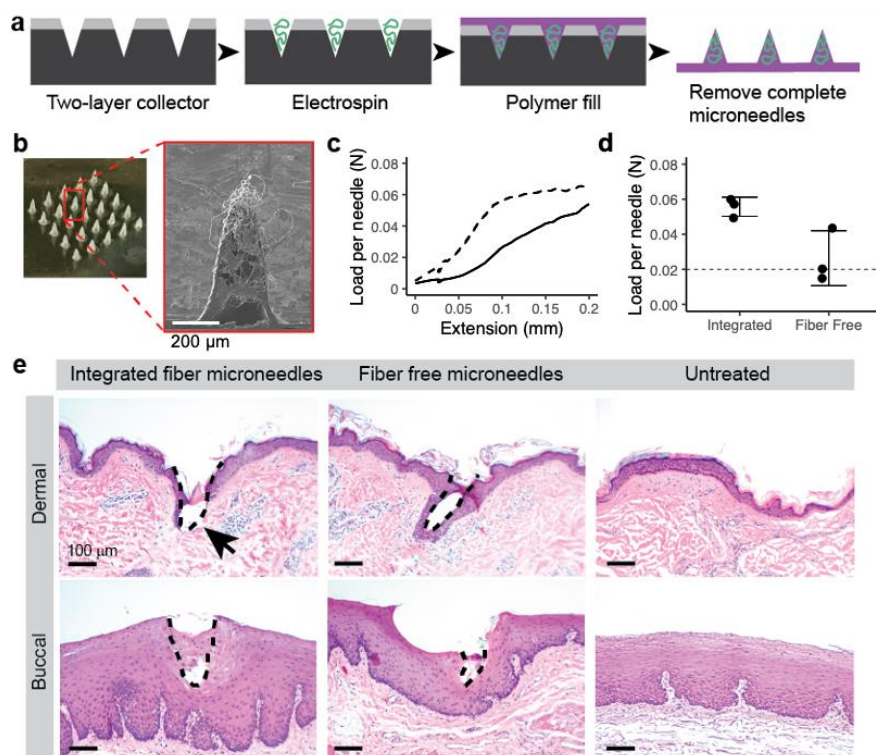 a
Two-layer collector
Electrospin
Polymer fill
Remove complete
microneedles
b
200 µm
c
Load per needle (N)
0.08
0.06
0.04
0.02
0
0 0.05 0.1 0.15 0.2
Extension (mm)
d
Load per needle (N)
0.08
0.06
0.04
0.02
0.00
Integrated Fiber Free
e
Integrated fiber microneedles Fiber free microneedles Untreated
Dermal
100 µm
Buccal